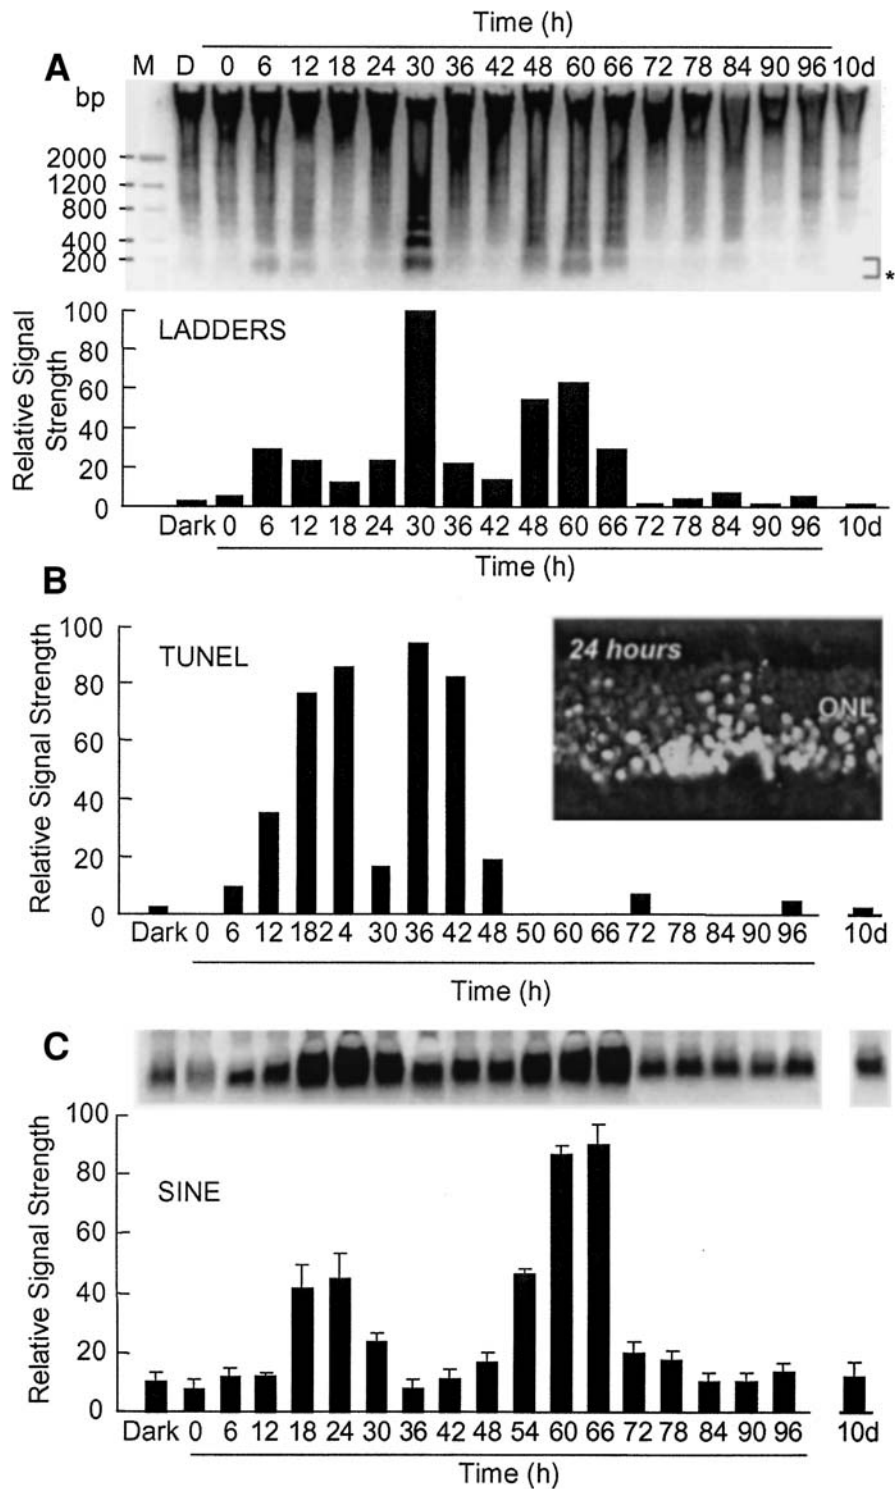 Time (h)
A M D 0 6 12 18 24 30 36 42 48 60 66 72 78 84 90 96 10d
bp
2000
1200
800
400
200
*
100
80
60
40
20
0
LADDERS
Relative Signal
Strength
Dark 0 6 12 18 24 30 36 42 48 60 66 72 78 84 90 96 10d
Time (h)
B
100
80
60
40
20
0
TUNEL
Relative Signal Strength
24 hours
ONL
Dark 0 6 12 182 4 30 36 42 48 50 60 66 72 78 84 90 96 10d
Time (h)
C
100
80
60
40
20
0
SINE
Relative Signal Strength
Dark 0 6 12 18 24 30 36 42 48 54 60 66 72 78 84 90 96 10d
Time (h)